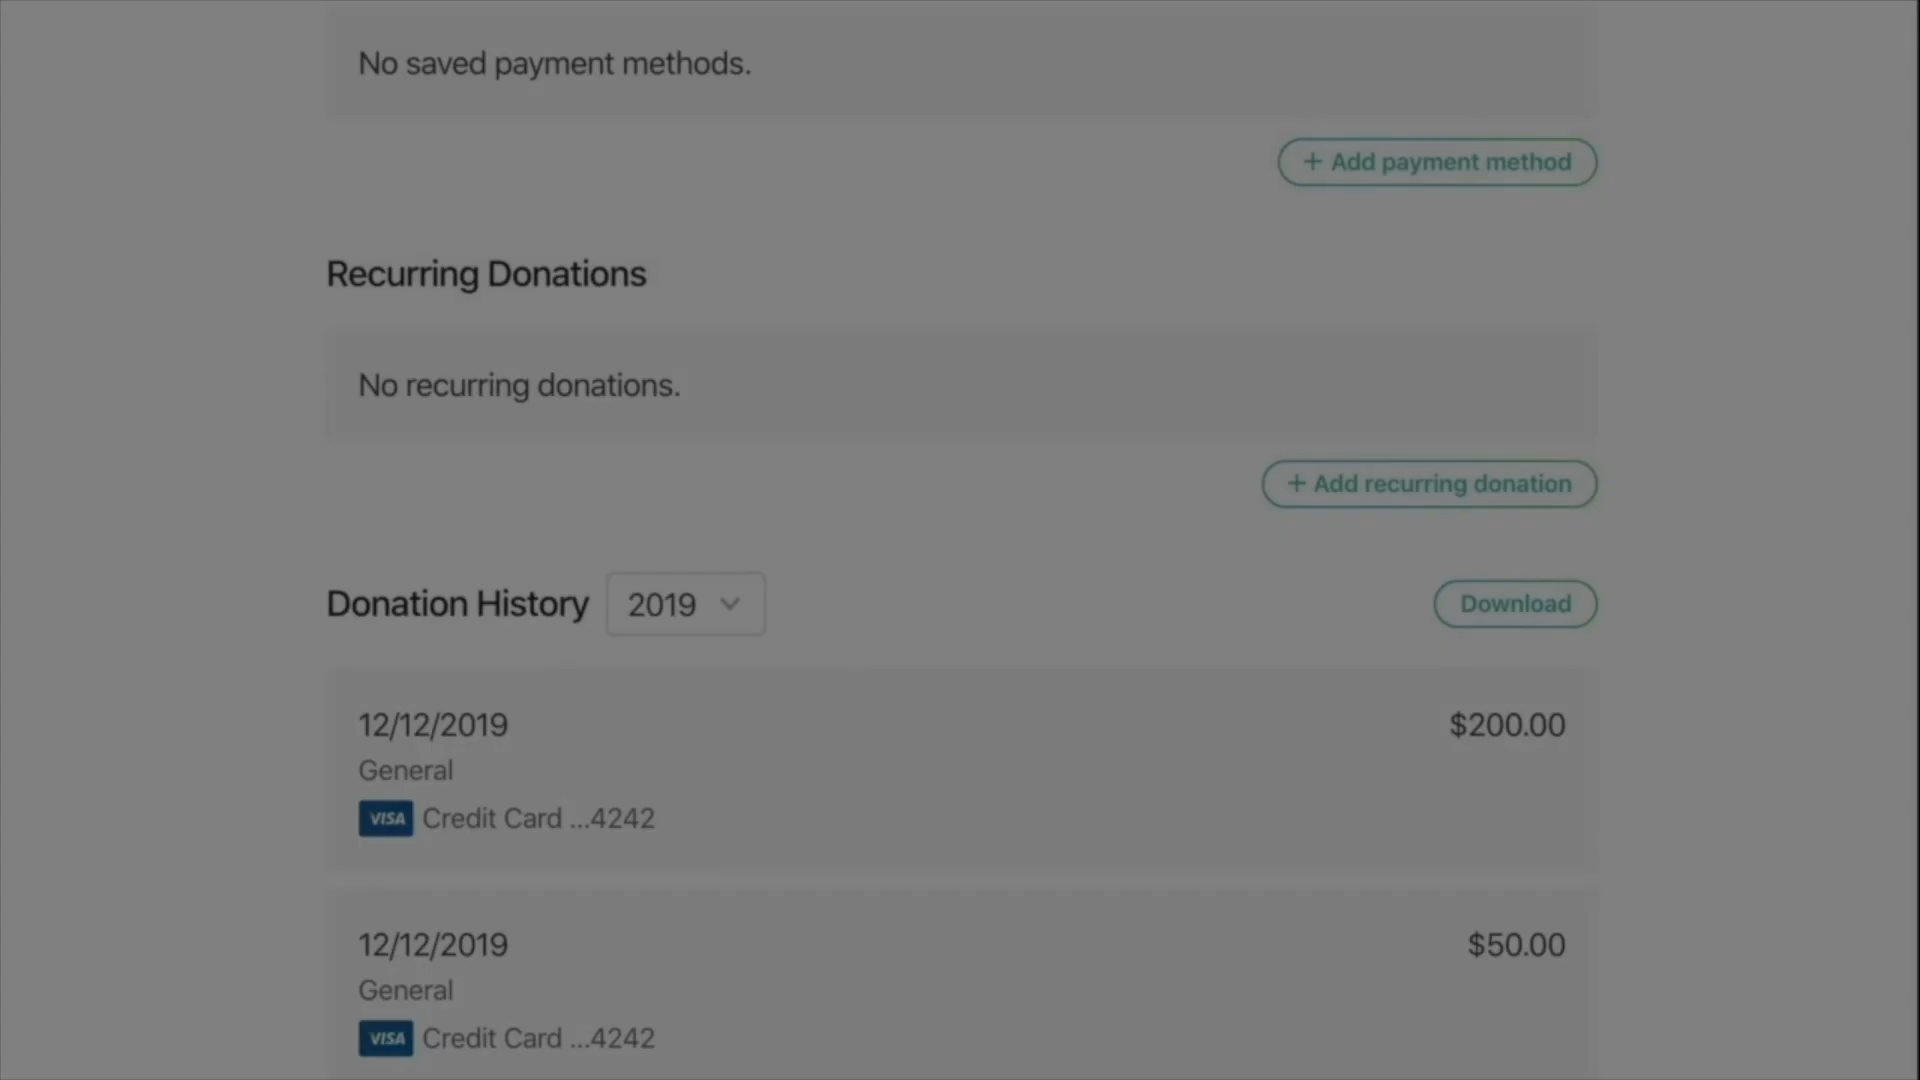 No saved payment methods.
+ Add payment method
Recurring Donations
No recurring donations.
+ Add recurring donation
Donation History 2019 Download
12/12/2019 $200.00
General
VISA Credit Card ...4242
12/12/2019 $50.00
General
VISA Credit Card ...4242